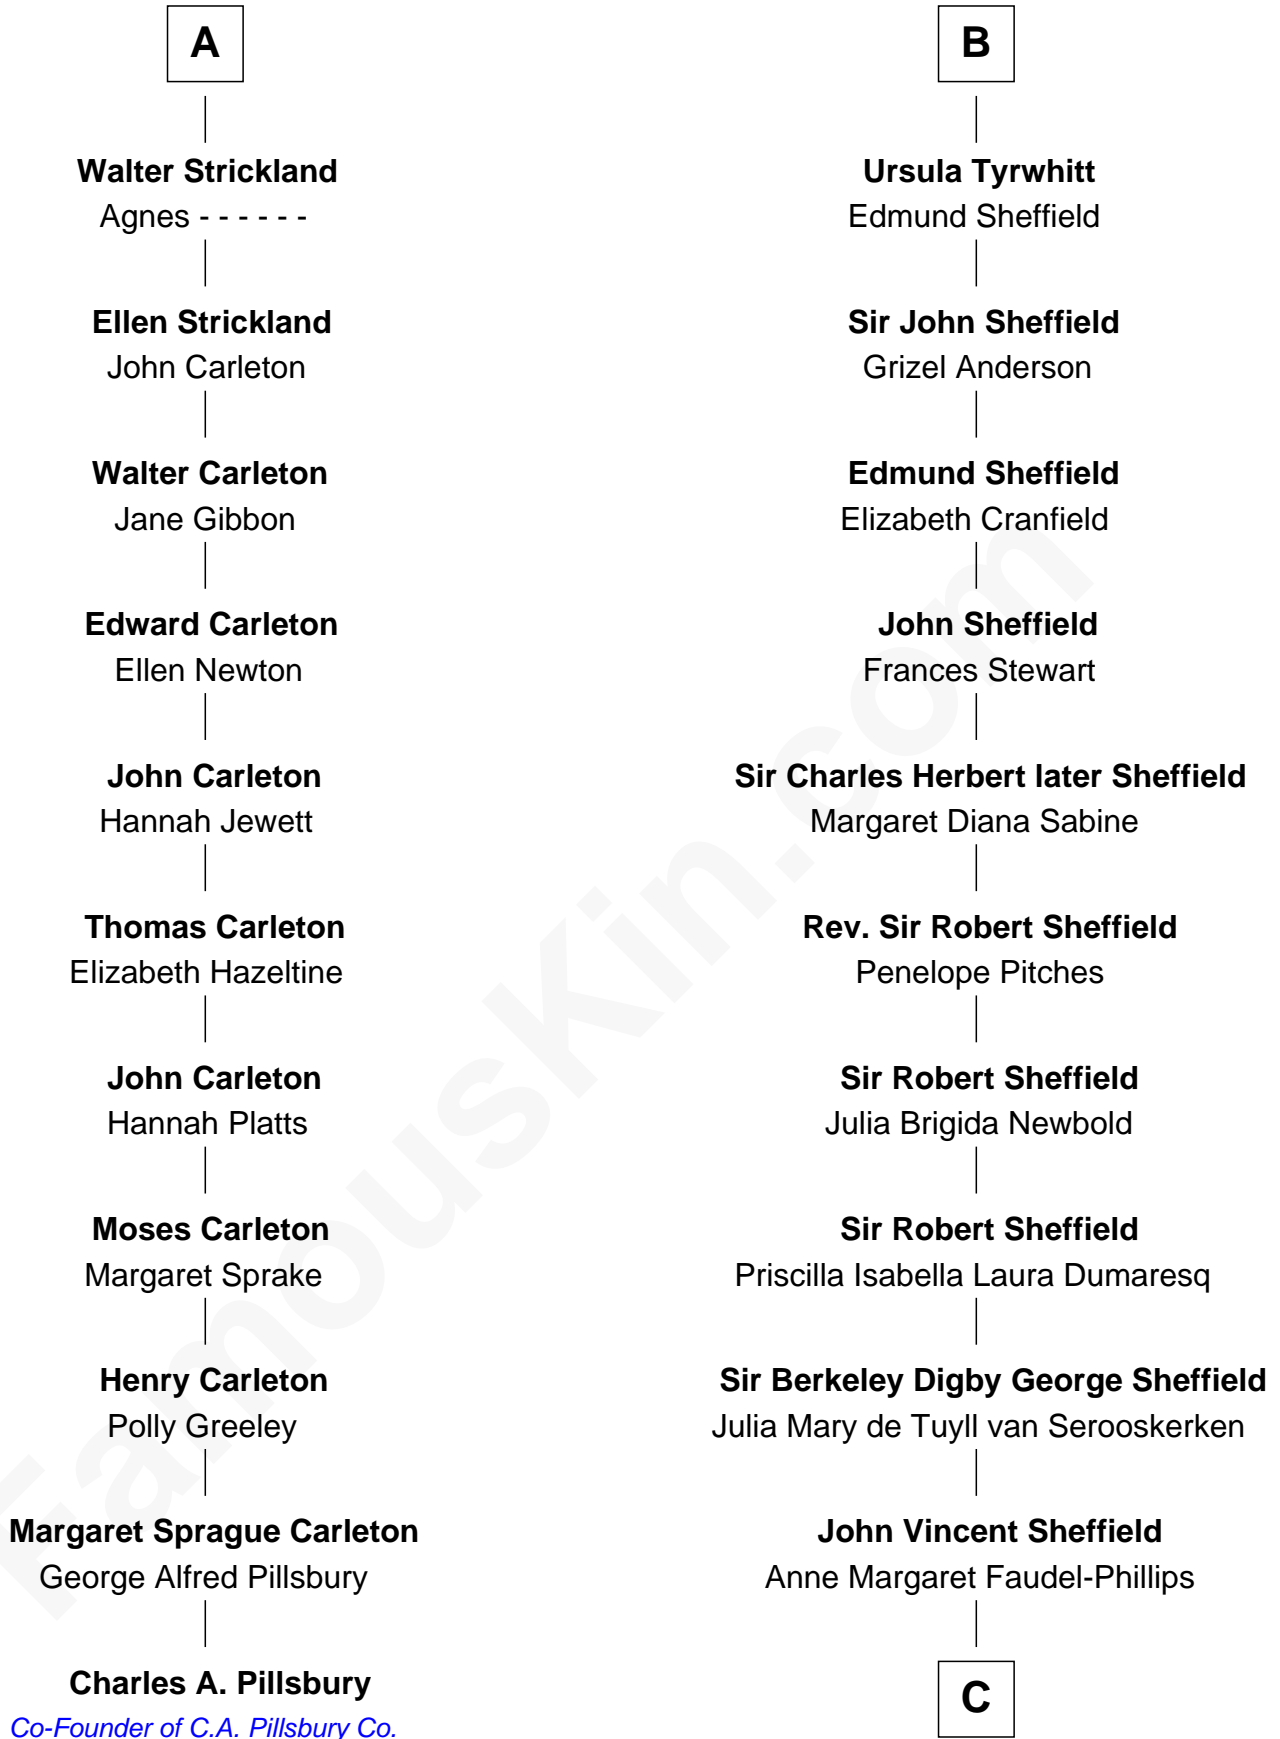 A
Walter Strickland
Agnes - - - - - -
Ellen Strickland
John Carleton
Walter Carleton
Jane Gibbon
Edward Carleton
Ellen Newton
John Carleton
Hannah Jewett
Thomas Carleton
Elizabeth Hazeltine
John Carleton
Hannah Platts
Moses Carleton
Margaret Sprake
Henry Carleton
Polly Greeley
Margaret Sprague Carleton
George Alfred Pillsbury
Charles A. Pillsbury
Co-Founder of C.A. Pillsbury Co.
B
Ursula Tyrwhitt
Edmund Sheffield
Sir John Sheffield
Grizel Anderson
Edmund Sheffield
Elizabeth Cranfield
John Sheffield
Frances Stewart
Sir Charles Herbert later Sheffield
Margaret Diana Sabine
Rev. Sir Robert Sheffield
Penelope Pitches
Sir Robert Sheffield
Julia Brigida Newbold
Sir Robert Sheffield
Priscilla Isabella Laura Dumaresq
Sir Berkeley Digby George Sheffield
Julia Mary de Tuyll van Serooskerken
John Vincent Sheffield
Anne Margaret Faudel-Phillips
C
FamousKin.com